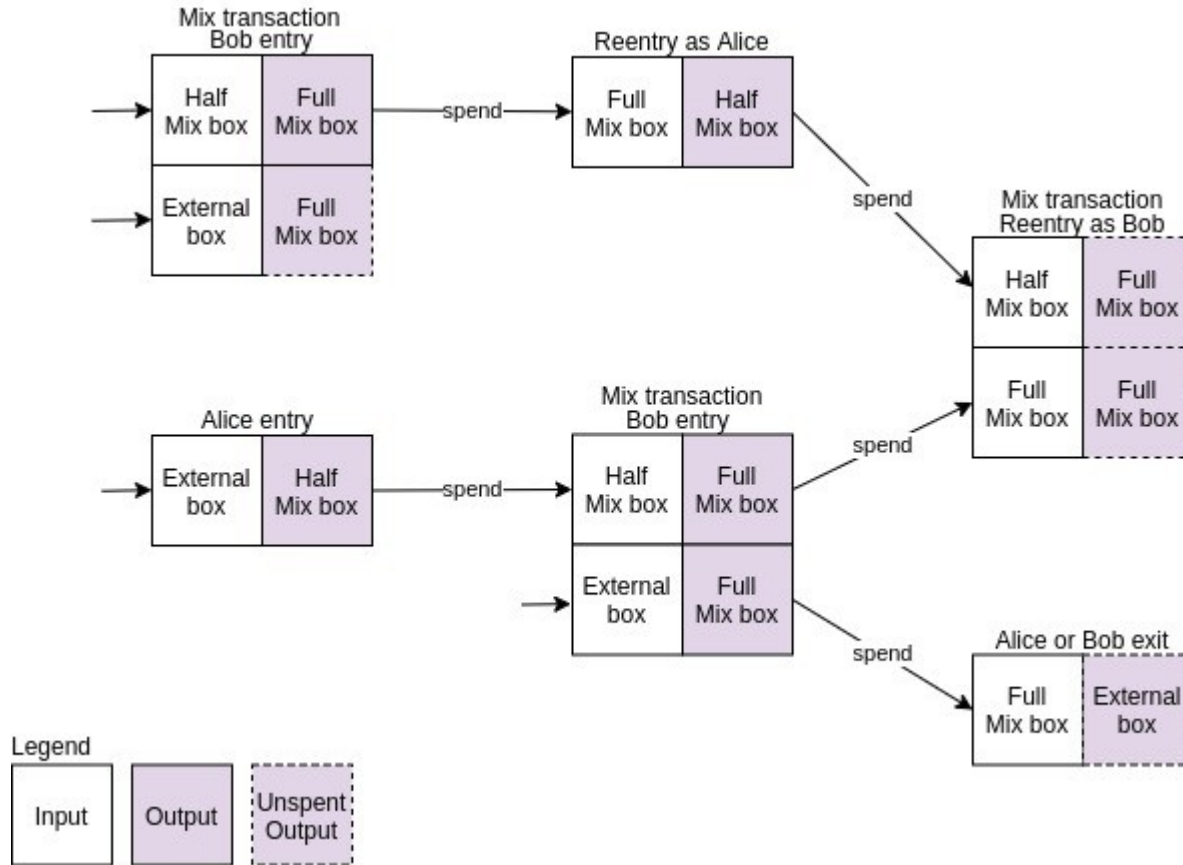 Mix transaction
Bob entry
Half
Mix box
Full
Mix box
External
box
Full
Mix box
spend
Reentry as Alice
Full
Mix box
Half
Mix box
spend
Mix transaction
Reentry as Bob
Half
Mix box
Full
Mix box
Full
Mix box
Full
Mix box
Alice entry
External
box
Half
Mix box
spend
Mix transaction
Bob entry
Half
Mix box
Full
Mix box
External
box
Full
Mix box
spend
spend
Alice or Bob exit
Full
Mix box
External
box
Legend
Input
Output
Unspent
Output